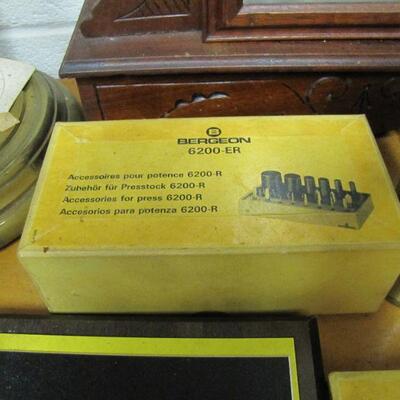 B
BERGEON
6200-ER
Accessoires pour potence 6200-R
Zubehör für Presstock 6200-R
Accessories for press 6200-R
Accesorios para potenza 6200-R